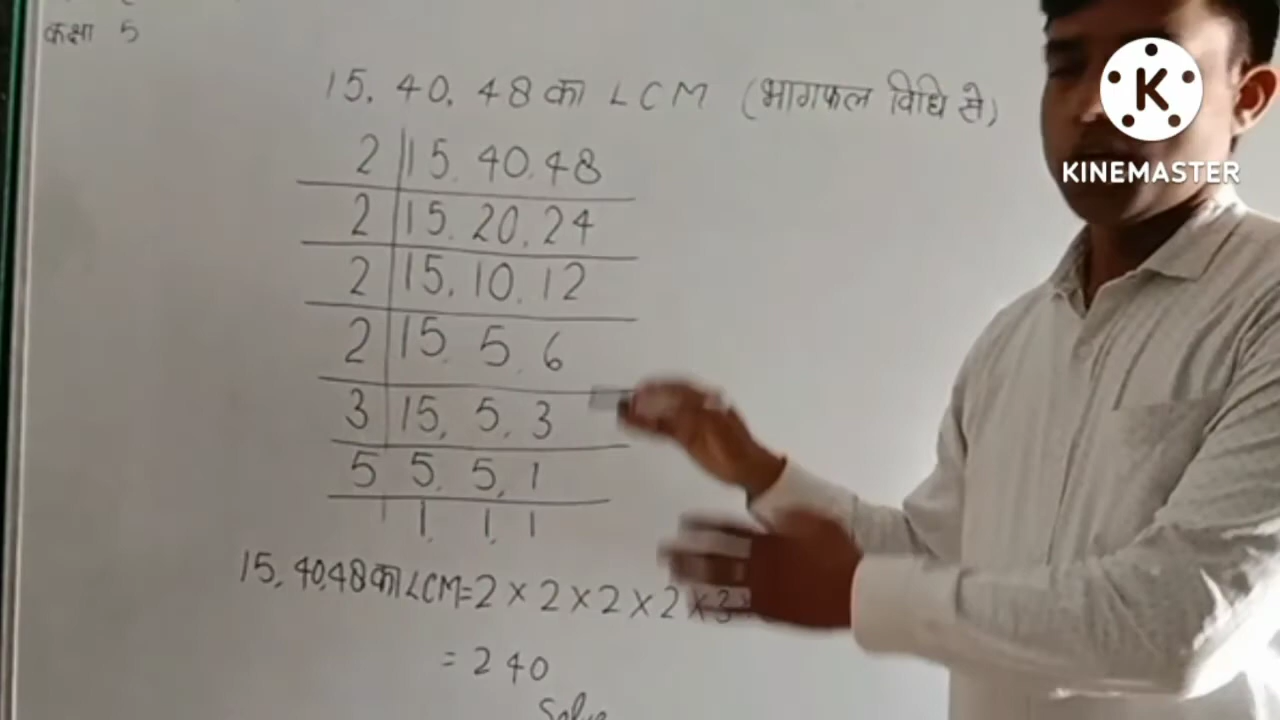 कक्षा 5
15, 40, 48 का LCM (भागफल विधि से)
2 | 15, 40, 48
2 | 15, 20, 24
2 | 15, 10, 12
2 | 15, 5, 6
3 | 15, 5, 3
5 | 5, 5, 1
1, 1, 1
15, 40, 48 का LCM = 2 × 2 × 2 × 2 × 3
= 240
K
KINEMASTER